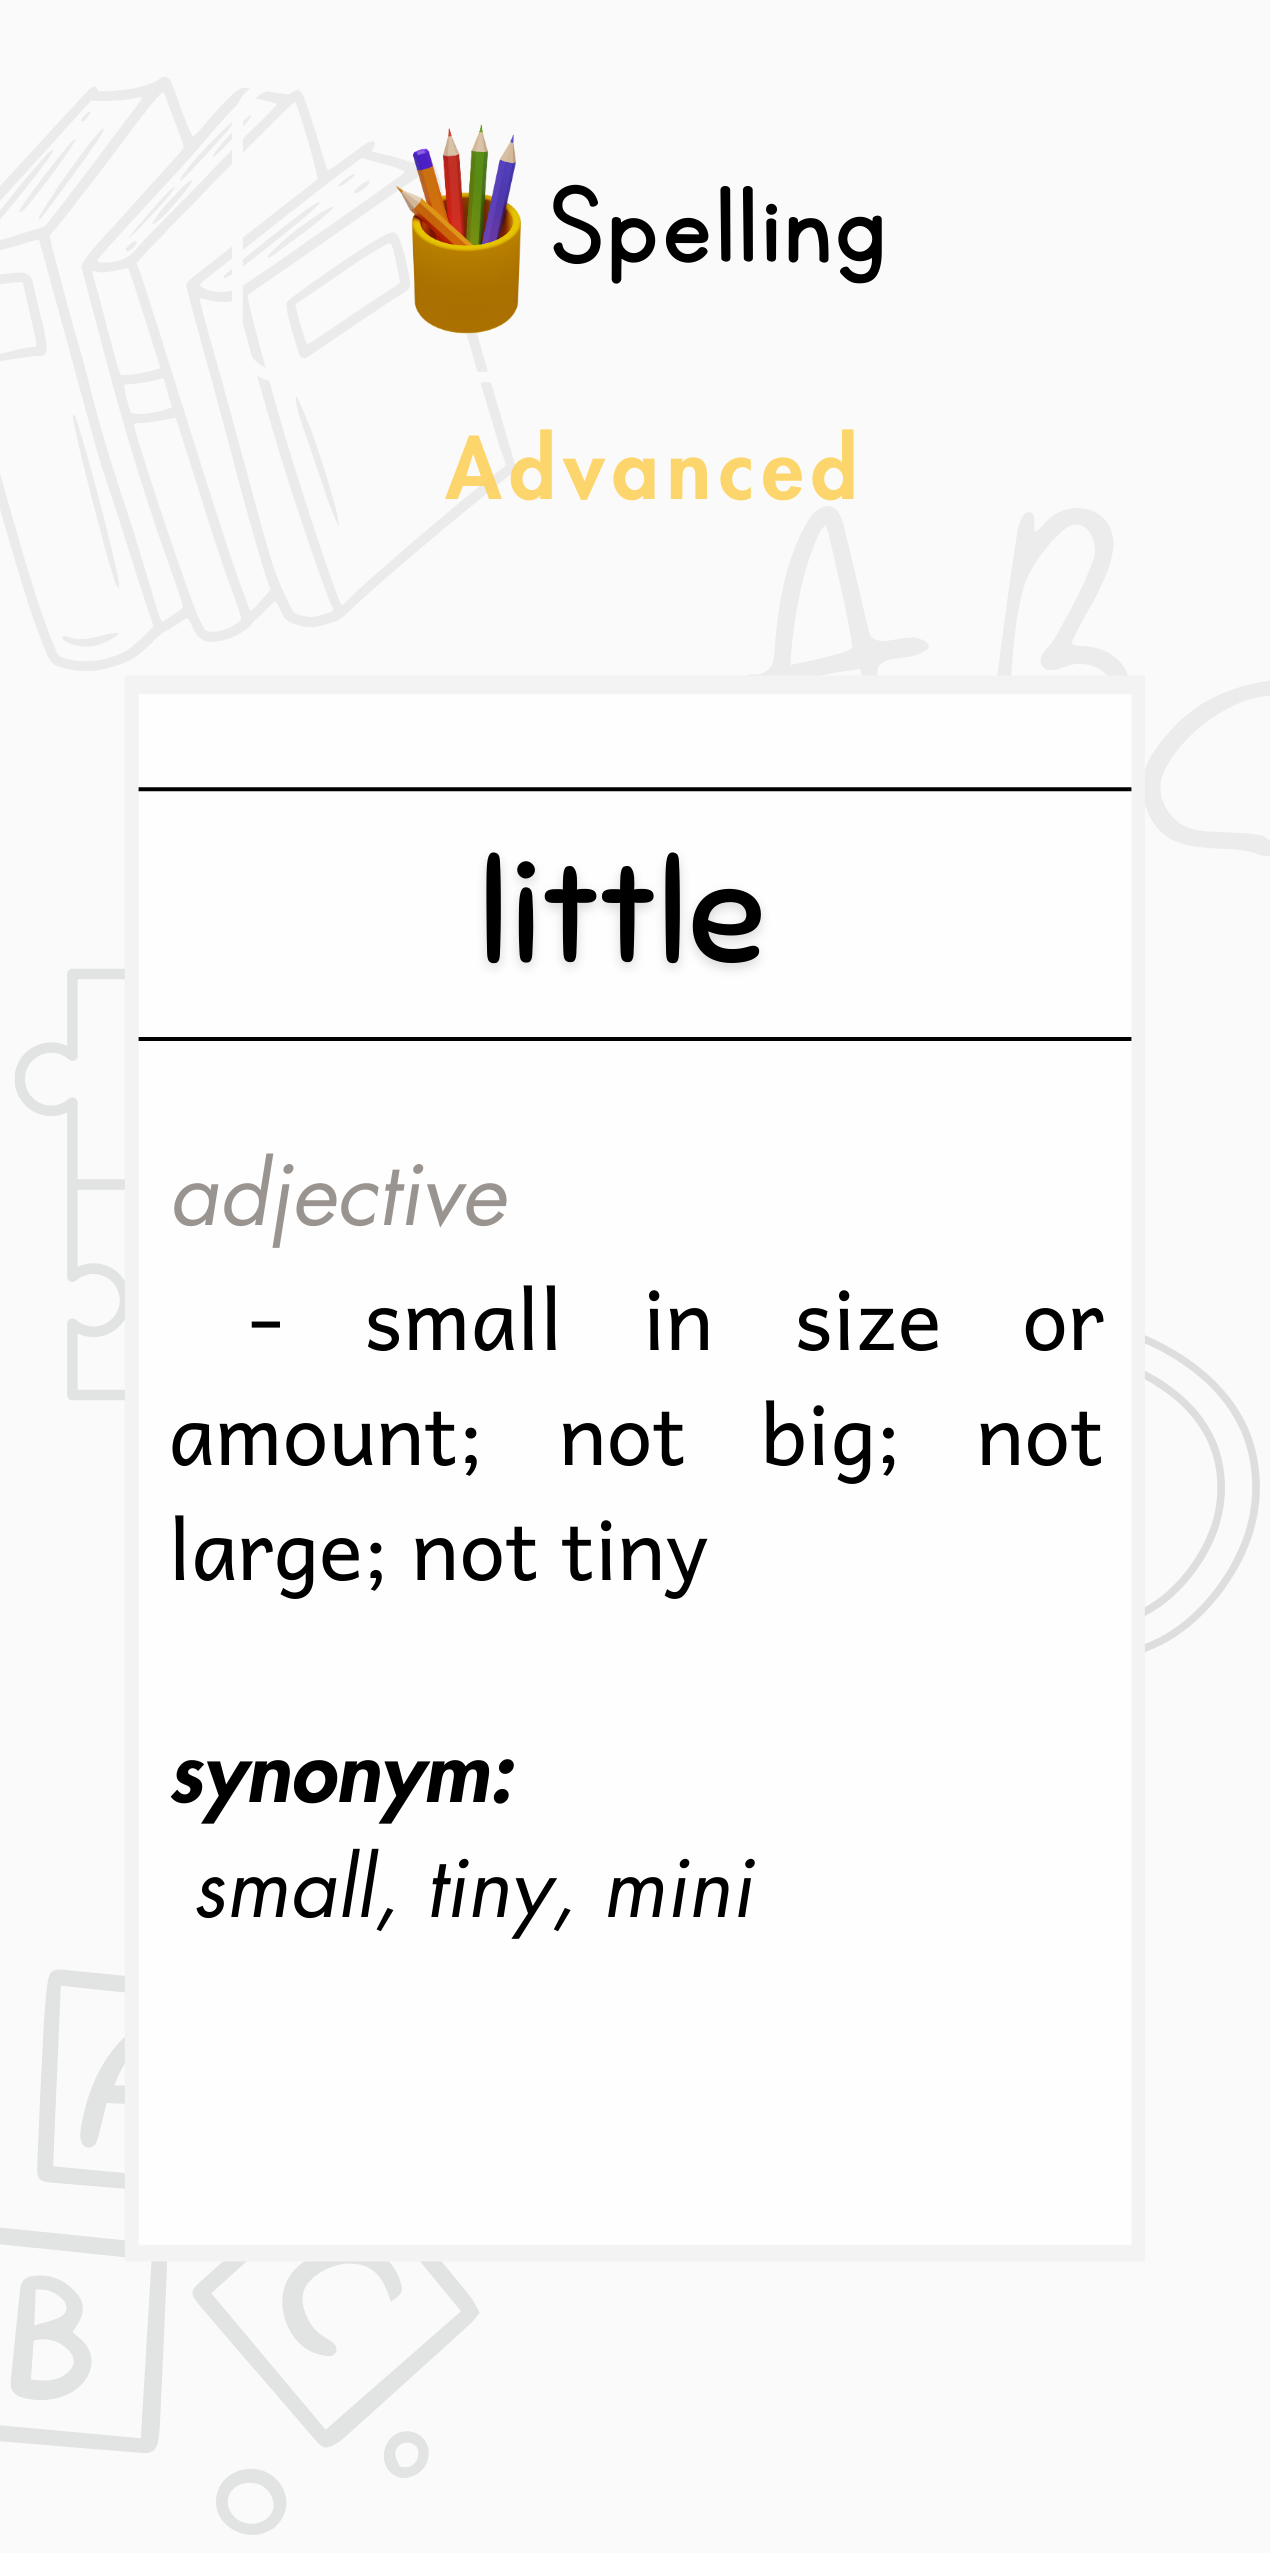 Spelling
Advanced
A B
little
adjective
- small in size or
amount; not big; not
large; not tiny
synonym:
small, tiny, mini
A
B
C